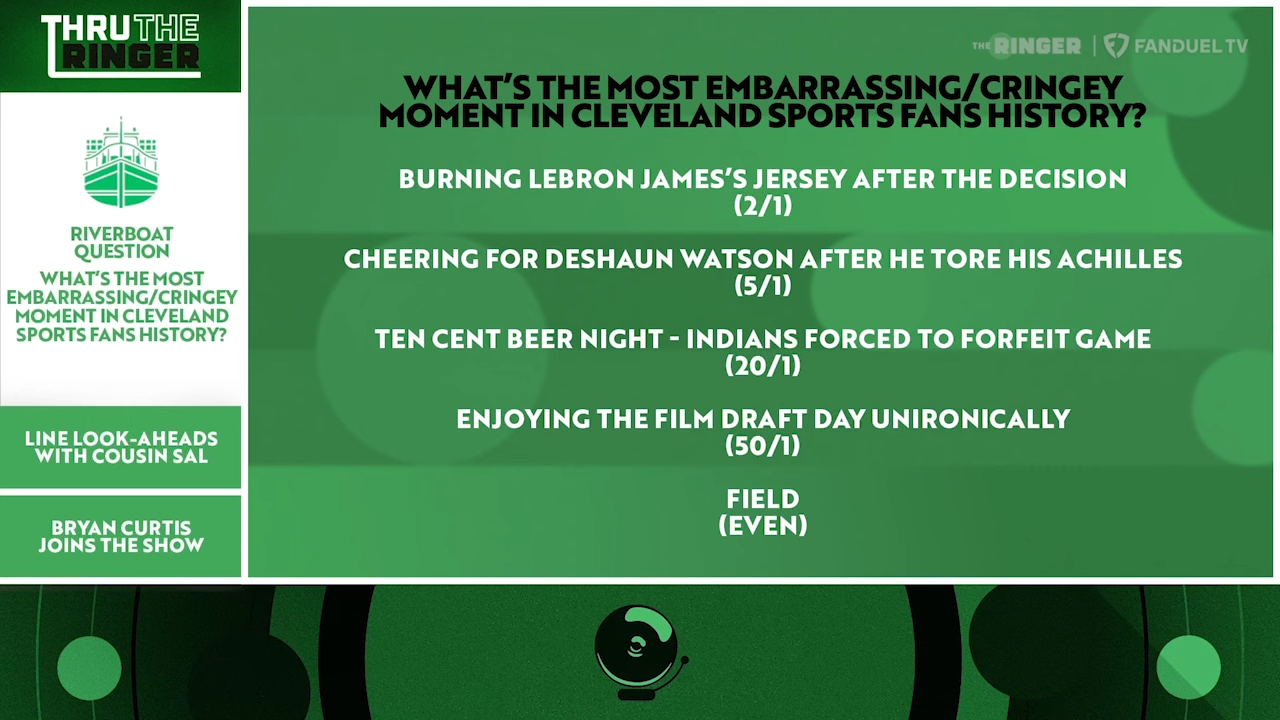 THRU THE
RINGER
RIVERBOAT
QUESTION
WHAT'S THE MOST
EMBARRASSING/CRINGEY
MOMENT IN CLEVELAND
SPORTS FANS HISTORY?
LINE LOOK-AHEADS
WITH COUSIN SAL
BRYAN CURTIS
JOINS THE SHOW
THE RINGER | FANDUEL TV
WHAT'S THE MOST EMBARRASSING/CRINGEY
MOMENT IN CLEVELAND SPORTS FANS HISTORY?
BURNING LEBRON JAMES'S JERSEY AFTER THE DECISION
(2/1)
CHEERING FOR DESHAUN WATSON AFTER HE TORE HIS ACHILLES
(5/1)
TEN CENT BEER NIGHT - INDIANS FORCED TO FORFEIT GAME
(20/1)
ENJOYING THE FILM DRAFT DAY UNIRONICALLY
(50/1)
FIELD
(EVEN)